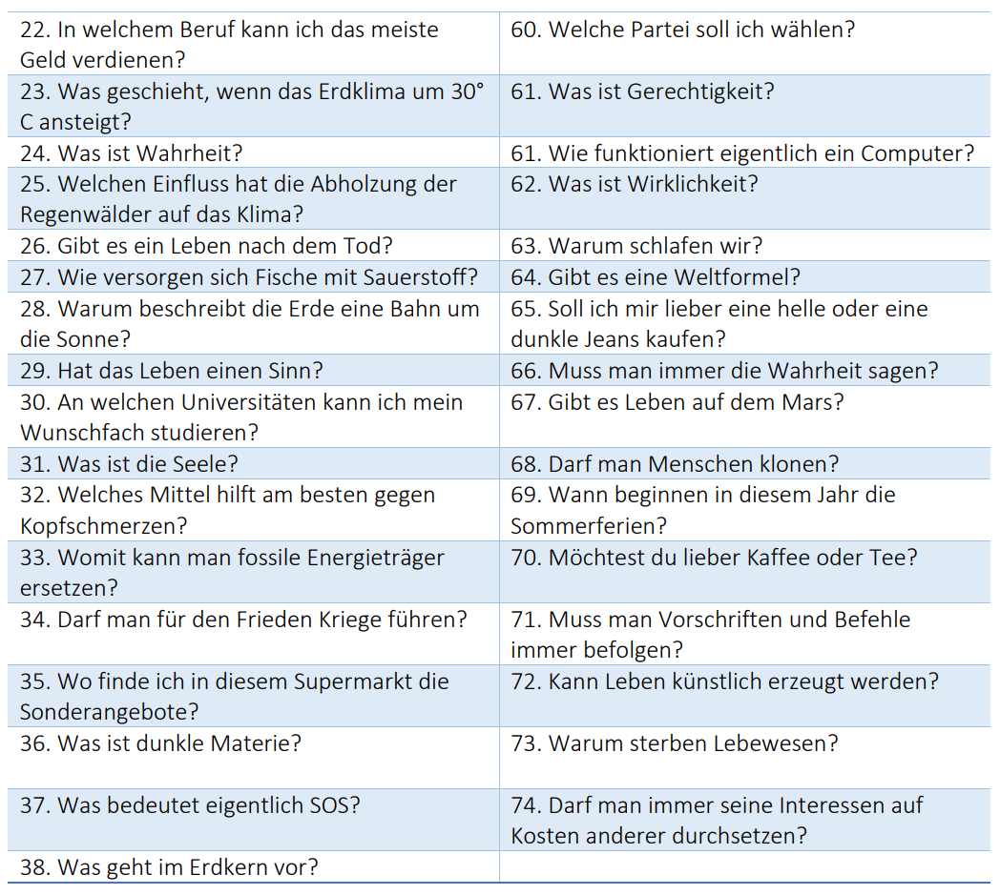 22. In welchem Beruf kann ich das meiste
Geld verdienen?
60. Welche Partei soll ich wählen?
23. Was geschieht, wenn das Erdklima um 30°
C ansteigt?
61. Was ist Gerechtigkeit?
24. Was ist Wahrheit?
61. Wie funktioniert eigentlich ein Computer?
25. Welchen Einfluss hat die Abholzung der
Regenwälder auf das Klima?
62. Was ist Wirklichkeit?
26. Gibt es ein Leben nach dem Tod?
63. Warum schlafen wir?
27. Wie versorgen sich Fische mit Sauerstoff?
64. Gibt es eine Weltformel?
28. Warum beschreibt die Erde eine Bahn um
die Sonne?
65. Soll ich mir lieber eine helle oder eine
dunkle Jeans kaufen?
29. Hat das Leben einen Sinn?
66. Muss man immer die Wahrheit sagen?
30. An welchen Universitäten kann ich mein
Wunschfach studieren?
67. Gibt es Leben auf dem Mars?
31. Was ist die Seele?
68. Darf man Menschen klonen?
32. Welches Mittel hilft am besten gegen
Kopfschmerzen?
69. Wann beginnen in diesem Jahr die
Sommerferien?
33. Womit kann man fossile Energieträger
ersetzen?
70. Möchtest du lieber Kaffee oder Tee?
34. Darf man für den Frieden Kriege führen?
71. Muss man Vorschriften und Befehle
immer befolgen?
35. Wo finde ich in diesem Supermarkt die
Sonderangebote?
72. Kann Leben künstlich erzeugt werden?
36. Was ist dunkle Materie?
73. Warum sterben Lebewesen?
37. Was bedeutet eigentlich SOS?
74. Darf man immer seine Interessen auf
Kosten anderer durchsetzen?
38. Was geht im Erdkern vor?